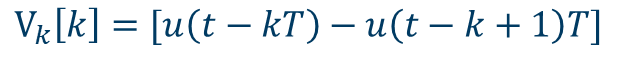 Vₖ[k] = [u(t − kT) − u(t − k + 1)T]